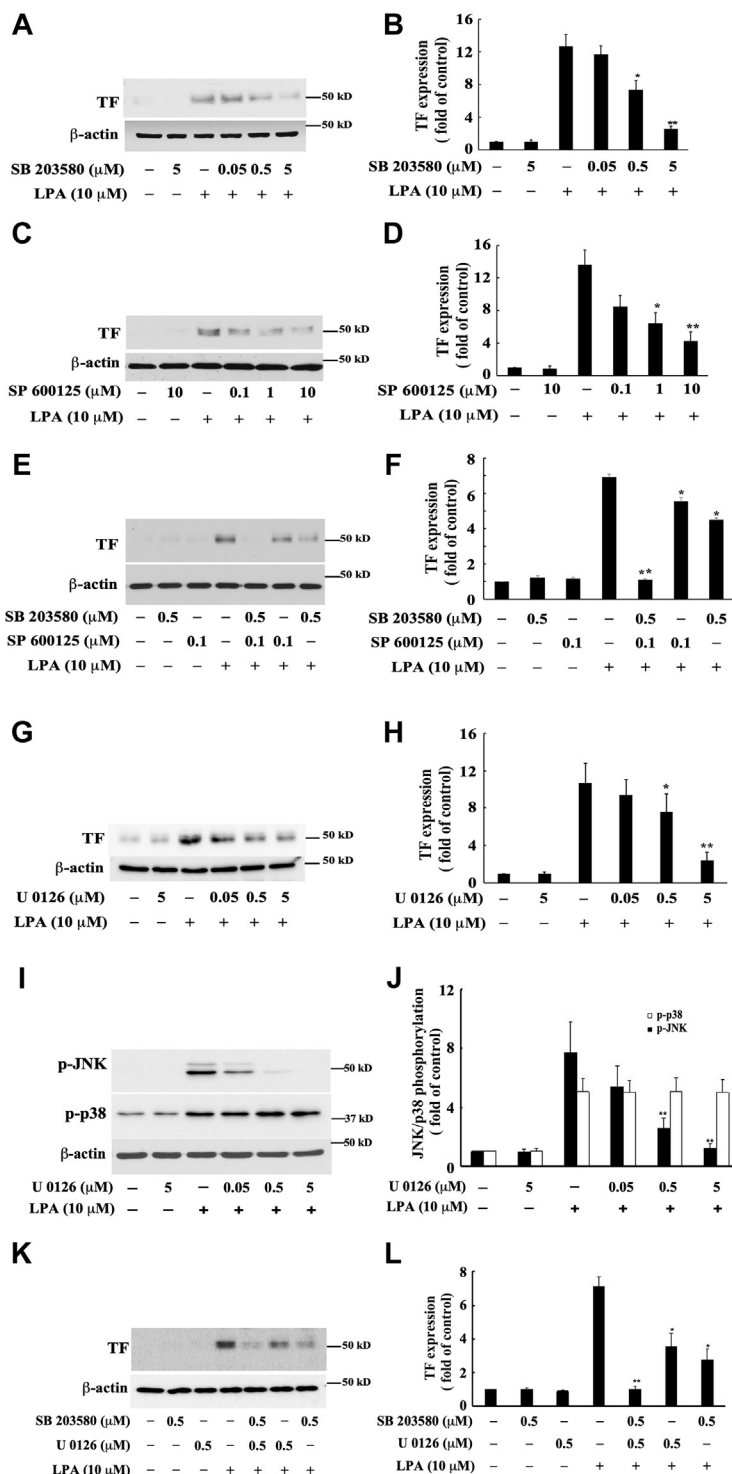 A
TF
50 kD
50 kD
β-actin
SB 203580 (μM) – 5 – 0.05 0.5 5
LPA (10 μM) – – + + + +
B
TF expression
( fold of control)
16
12
8
4
0
*
**
SB 203580 (μM) – 5 – 0.05 0.5 5
LPA (10 μM) – – + + + +
C
TF
50 kD
β-actin
50 kD
SP 600125 (μM) – 10 – 0.1 1 10
LPA (10 μM) – – + + + +
D
TF expression
( fold of control)
16
12
8
4
0
*
**
SP 600125 (μM) – 10 – 0.1 1 10
LPA (10 μM) – – + + + +
E
TF
50 kD
β-actin
50 kD
SB 203580 (μM) – 0.5 – – 0.5 – 0.5
SP 600125 (μM) – – 0.1 – 0.1 0.1 –
LPA (10 μM) – – – + + + +
F
TF expression
( fold of control)
8
6
4
2
0
**
*
*
SB 203580 (μM) – 0.5 – – 0.5 – 0.5
SP 600125 (μM) – – 0.1 – 0.1 0.1 –
LPA (10 μM) – – – + + + +
G
TF
50 kD
β-actin
50 kD
U 0126 (μM) – 5 – 0.05 0.5 5
LPA (10 μM) – – + + + +
H
TF expression
( fold of control)
16
12
8
4
0
*
**
U 0126 (μM) – 5 – 0.05 0.5 5
LPA (10 μM) – – + + + +
I
p-JNK
50 kD
p-p38
37 kD
β-actin
50 kD
U 0126 (μM) – 5 – 0.05 0.5 5
LPA (10 μM) – – + + + +
J
JNK/p38 phosphorylation
( fold of control)
12
8
4
0
p-p38
p-JNK
**
**
U 0126 (μM) – 5 – 0.05 0.5 5
LPA (10 μM) – – + + + +
K
TF
50 kD
β-actin
50 kD
SB 203580 (μM) – 0.5 – – 0.5 – 0.5
U 0126 (μM) – – 0.5 – 0.5 0.5 –
LPA (10 μM) – – – + + + +
L
TF expression
( fold of control)
8
6
4
2
0
**
*
*
SB 203580 (μM) – 0.5 – – 0.5 – 0.5
U 0126 (μM) – – 0.5 – 0.5 0.5 –
LPA (10 μM) – – – + + + +